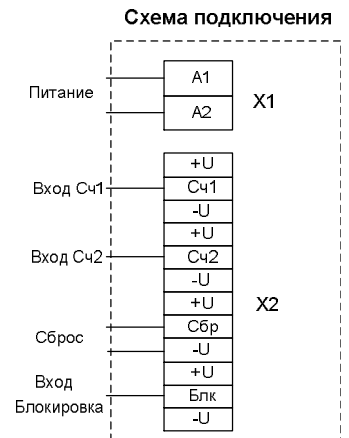 Схема подключения
Питание
A1
A2
X1
+U
Вход Сч1
Сч1
-U
+U
Вход Сч2
Сч2
-U
+U
X2
Сброс
Сбр
-U
+U
Вход
Блокировка
Блк
-U